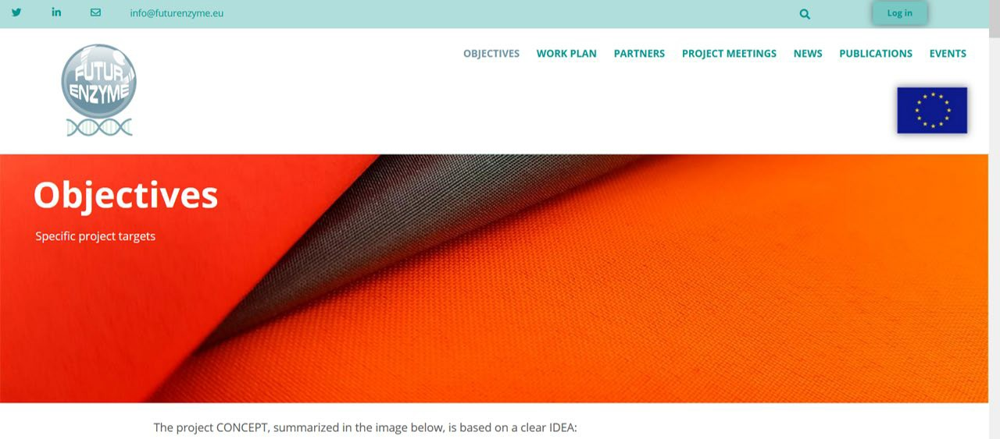 info@futurenzyme.eu
Log in
FUTUR
ENZYME
OBJECTIVES WORK PLAN PARTNERS PROJECT MEETINGS NEWS PUBLICATIONS EVENTS
Objectives
Specific project targets
The project CONCEPT, summarized in the image below, is based on a clear IDEA: